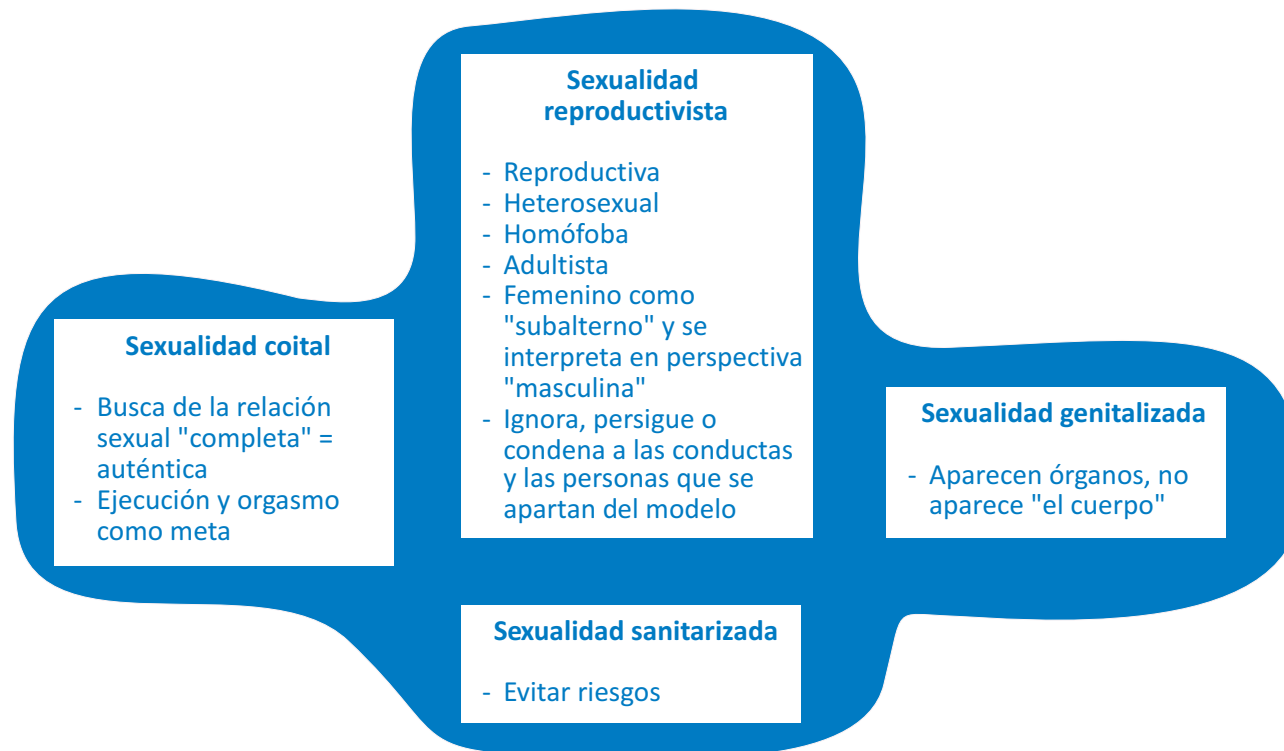 Sexualidad
reproductivista
- Reproductiva
- Heterosexual
- Homófoba
- Adultista
- Femenino como
"subalterno" y se
interpreta en perspectiva
"masculina"
- Ignora, persigue o
condena a las conductas
y las personas que se
apartan del modelo
Sexualidad coital
- Busca de la relación
sexual "completa" =
auténtica
- Ejecución y orgasmo
como meta
Sexualidad genitalizada
- Aparecen órganos, no
aparece "el cuerpo"
Sexualidad sanitarizada
- Evitar riesgos